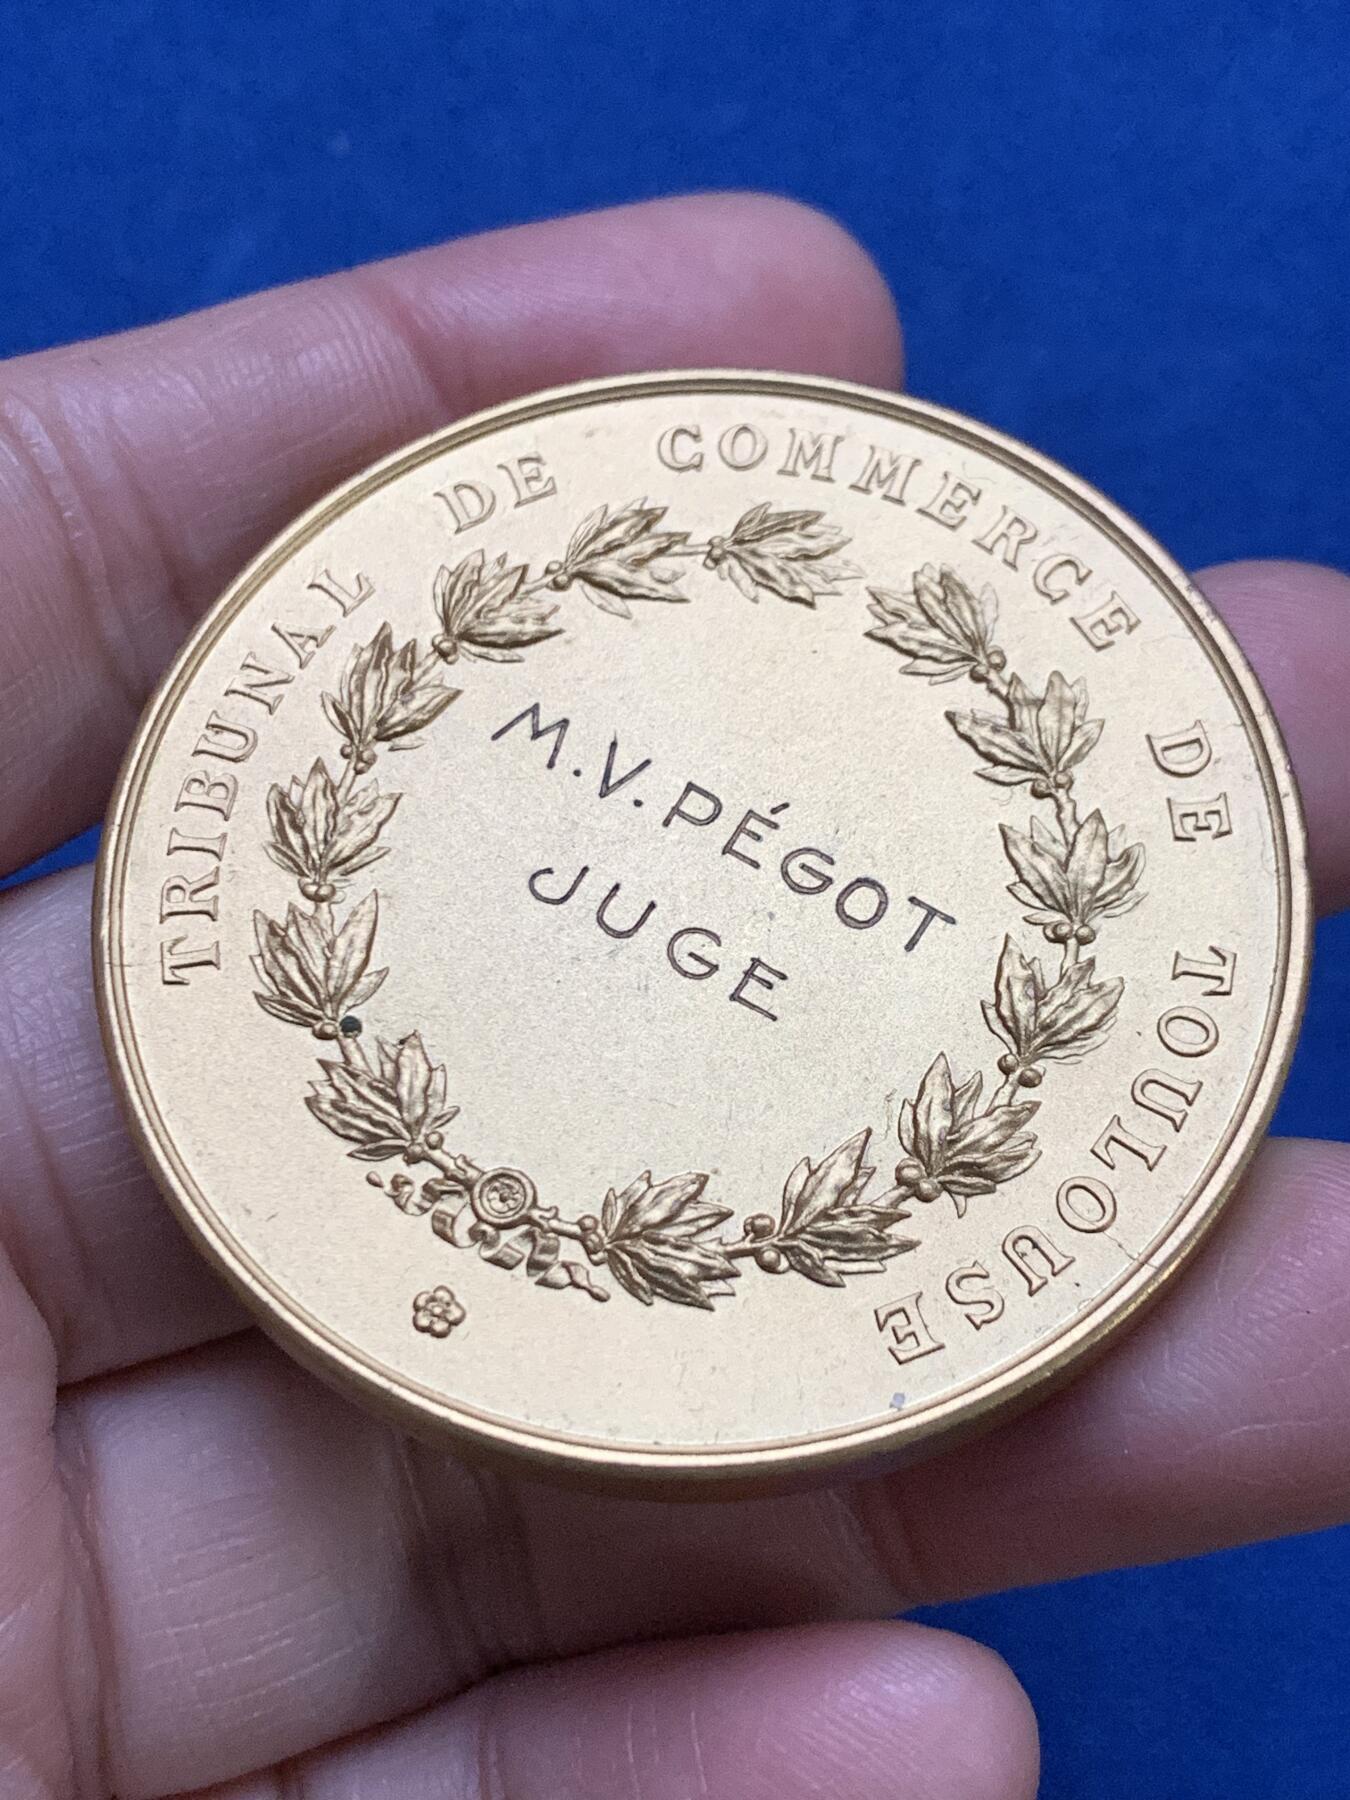 TRIBUNAL DE COMMERCE DE TOULOUSE
M.V. PÉGOT
JUGE